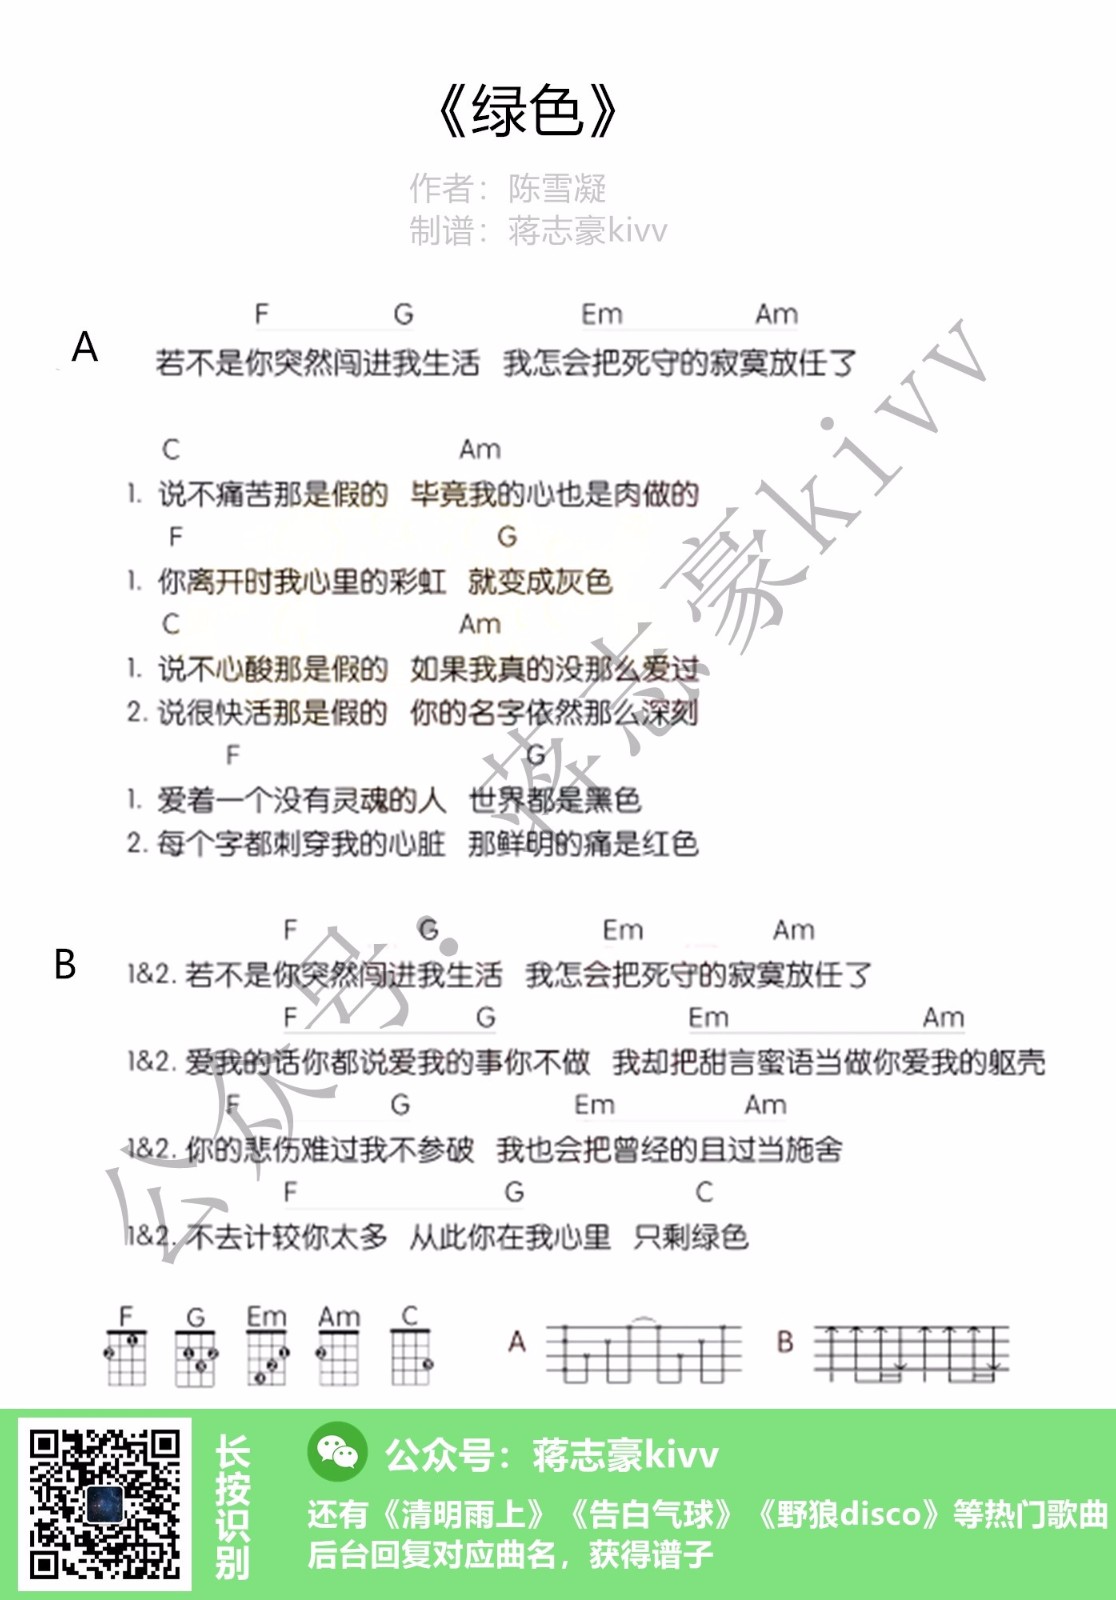 《绿色》
作者：陈雪凝
制谱：蒋志豪kivv
F G Em Am
A 若不是你突然闯进我生活 我怎会把死守的寂寞放任了
C Am
1. 说不痛苦那是假的 毕竟我的心也是肉做的
F G
1. 你离开时我心里的彩虹 就变成灰色
C Am
1. 说不心酸那是假的 如果我真的没那么爱过
2. 说很快活那是假的 你的名字依然那么深刻
F G
1. 爱着一个没有灵魂的人 世界都是黑色
2. 每个字都刺穿我的心脏 那鲜明的痛是红色
F G Em Am
B 1&2. 若不是你突然闯进我生活 我怎会把死守的寂寞放任了
F G Em Am
1&2. 爱我的话你都说爱我的事你不做 我却把甜言蜜语当做你爱我的躯壳
F G Em Am
1&2. 你的悲伤难过我不参破 我也会把曾经的且过当施舍
F G C
1&2. 不去计较你太多 从此你在我心里 只剩绿色
F G Em Am C A B
1 2
2 1 3
1 2 3
2
3
公众号：蒋志豪kivv
长按识别
公众号：蒋志豪kivv
还有《清明雨上》《告白气球》《野狼disco》等热门歌曲
后台回复对应曲名，获得谱子